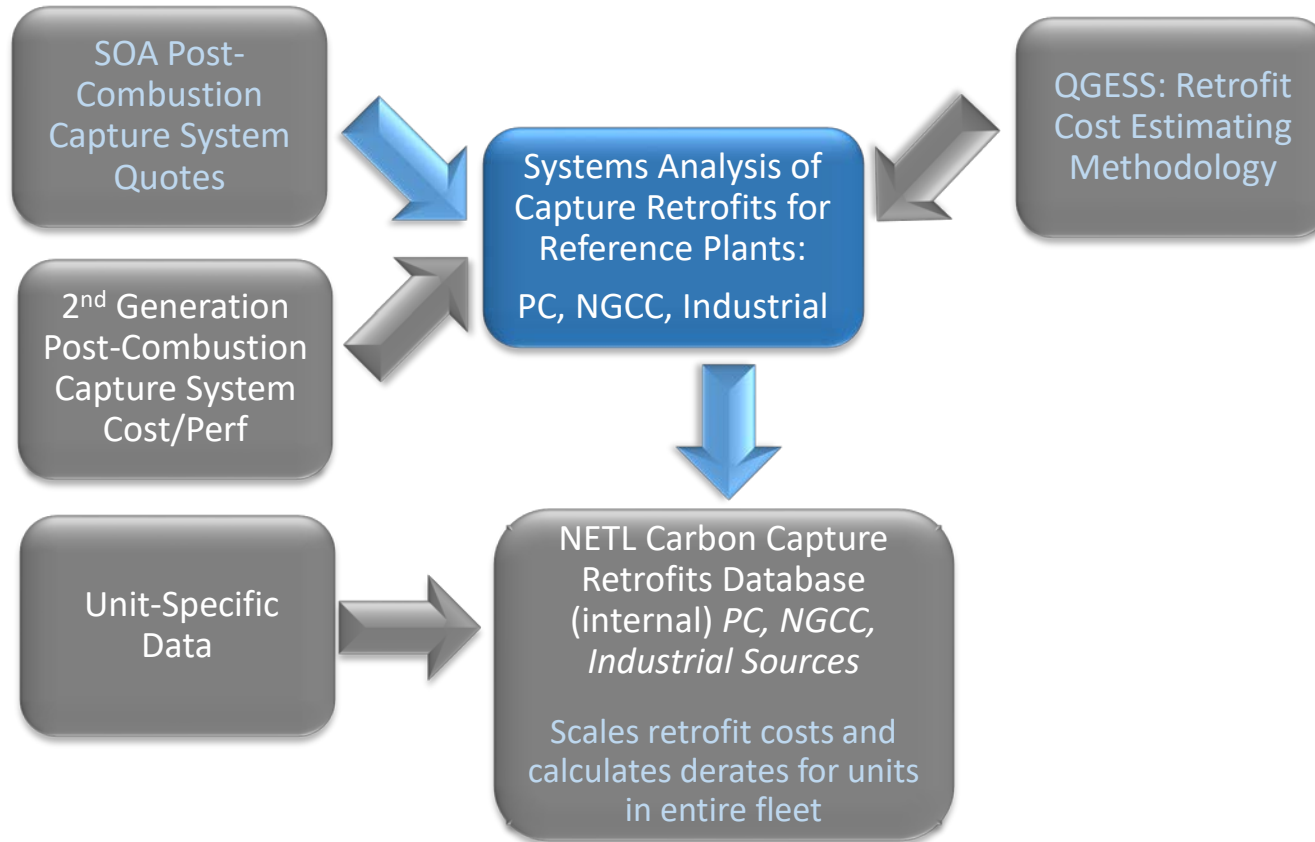 SOA Post-
Combustion
Capture System
Quotes
QGESS: Retrofit
Cost Estimating
Methodology
Systems Analysis of
Capture Retrofits for
Reference Plants:
PC, NGCC, Industrial
2nd Generation
Post-Combustion
Capture System
Cost/Perf
Unit-Specific
Data
NETL Carbon Capture
Retrofits Database
(internal) PC, NGCC,
Industrial Sources
Scales retrofit costs and
calculates derates for units
in entire fleet